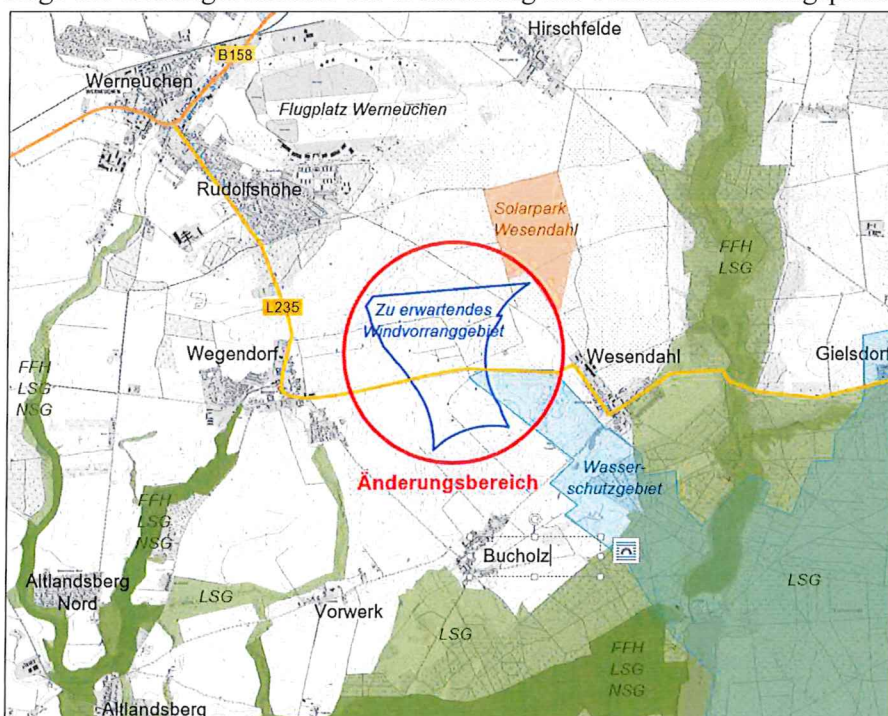 Hirschfelde
B158
Werneuchen
Flugplatz Werneuchen
Rudolfshöhe
Solarpark
Wesendahl
FFH
LSG
L235
Zu erwartendes
Windvorranggebiet
Wegendorf
Wesendahl
Gielsdorf
FFH
LSG
NSG
Änderungsbereich
Wasser-
schutzgebiet
FFH
LSG
NSG
Bucholz
Altlandsberg
Nord
LSG
Vorwerk
LSG
LSG
FFH
LSG
NSG
Altlandsberg